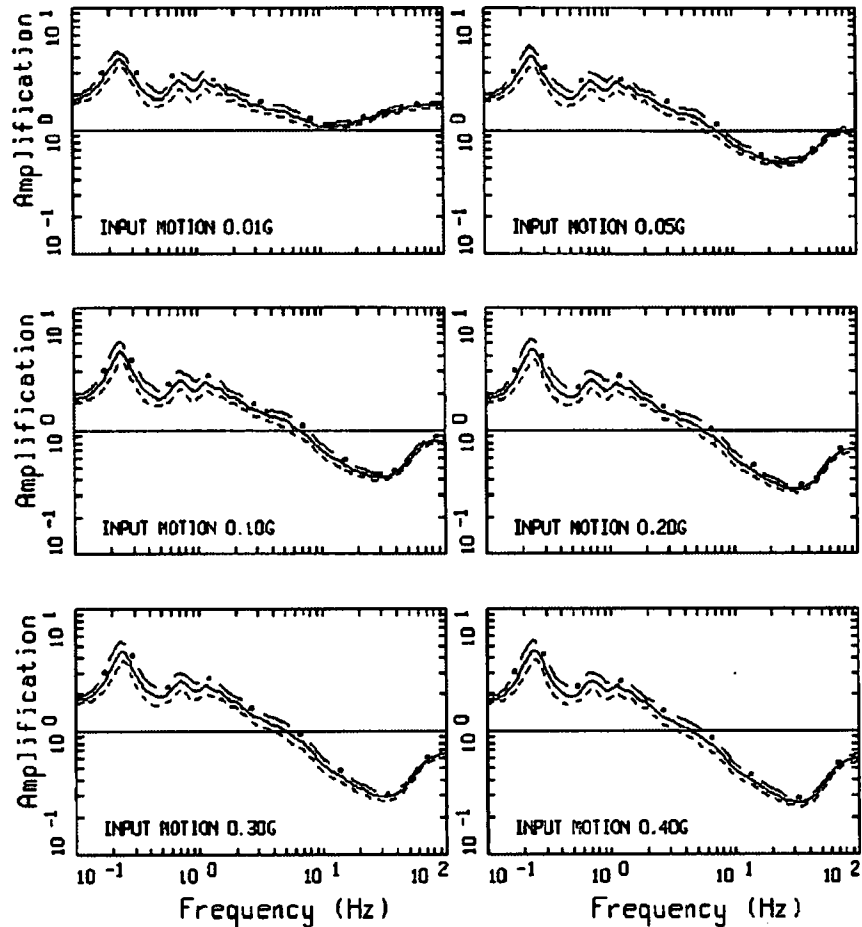 Amplification
10 1
10 0
10 -1
INPUT MOTION 0.01G
10 1
10 0
10 -1
INPUT MOTION 0.05G
Amplification
10 1
10 0
10 -1
INPUT MOTION 0.10G
10 1
10 0
10 -1
INPUT MOTION 0.20G
Amplification
10 1
10 0
10 -1
INPUT MOTION 0.30G
10 1
10 0
10 -1
INPUT MOTION 0.40G
10 -1 10 0 10 1 10 2
10 -1 10 0 10 1 10 2
Frequency (Hz)
Frequency (Hz)